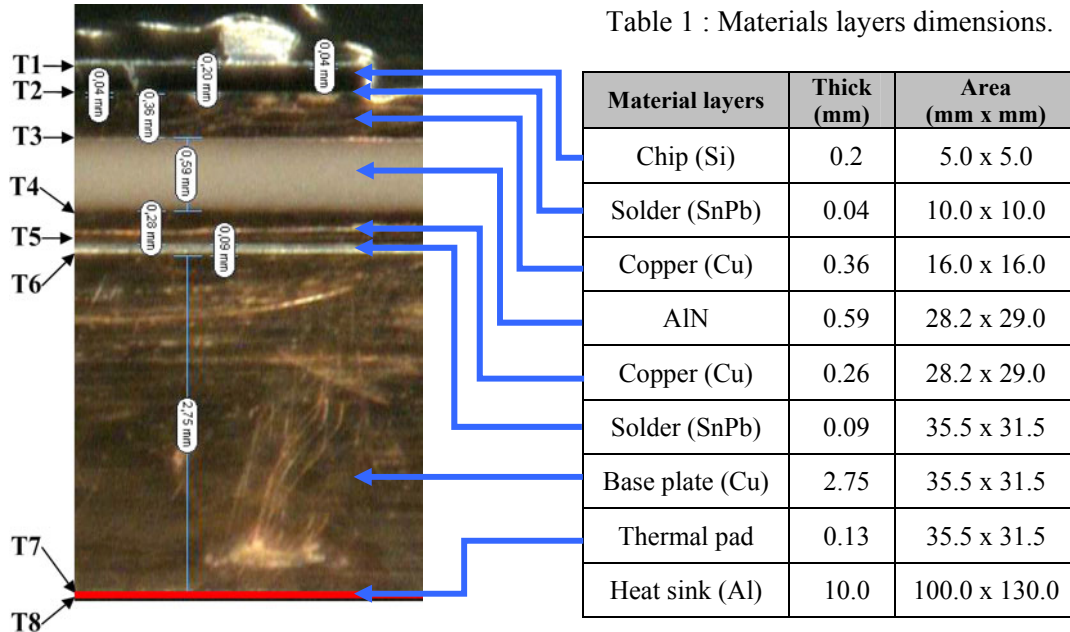 Table 1 : Materials layers dimensions.
T1
T2
T3
T4
T5
T6
T7
T8
0,04 mm
0,36 mm
0,20 mm
0,04 mm
0,59 mm
0,28 mm
0,09 mm
2,75 mm
Material layers Thick (mm) Area (mm x mm)
Chip (Si) 0.2 5.0 x 5.0
Solder (SnPb) 0.04 10.0 x 10.0
Copper (Cu) 0.36 16.0 x 16.0
AlN 0.59 28.2 x 29.0
Copper (Cu) 0.26 28.2 x 29.0
Solder (SnPb) 0.09 35.5 x 31.5
Base plate (Cu) 2.75 35.5 x 31.5
Thermal pad 0.13 35.5 x 31.5
Heat sink (Al) 10.0 100.0 x 130.0